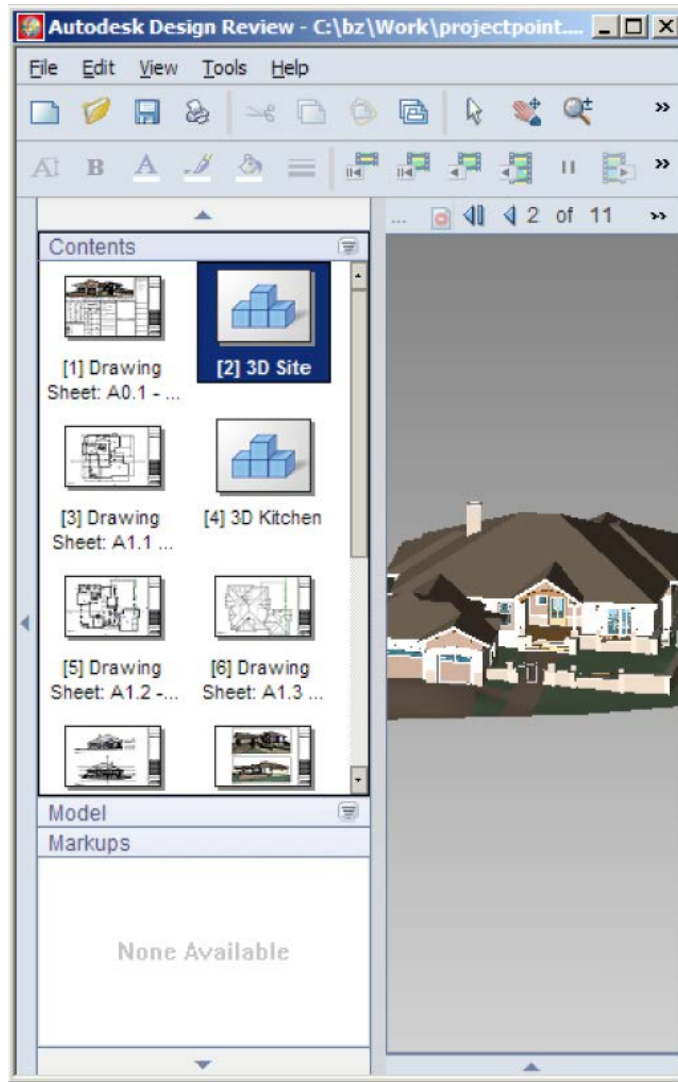 Autodesk Design Review - C:\bz\Work\projectpoint....
File Edit View Tools Help
A B A
... 2 of 11
Contents
[1] Drawing
Sheet: A0.1 - ...
[2] 3D Site
[3] Drawing
Sheet: A1.1 ...
[4] 3D Kitchen
[5] Drawing
Sheet: A1.2 -...
[6] Drawing
Sheet: A1.3 ...
Model
Markups
None Available